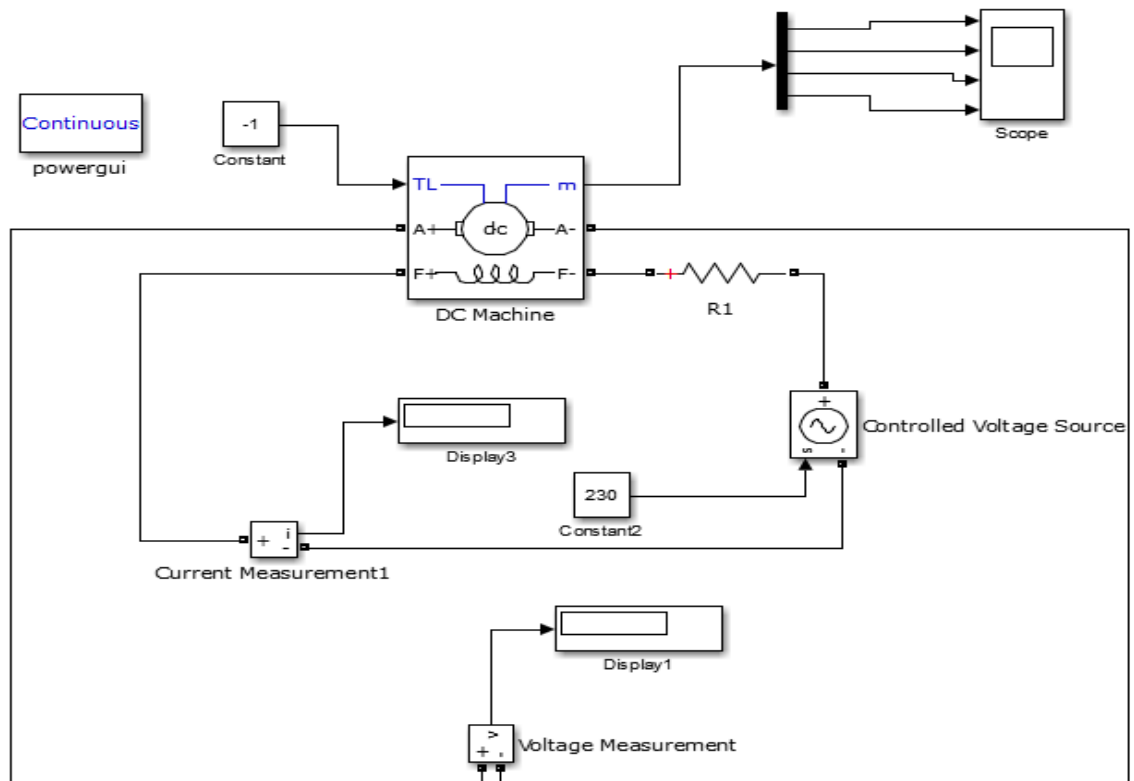 Scope
Continuous
powergui
-1
Constant
TL
m
A+
dc
A-
F+
F-
DC Machine
+
R1
+
s
-
Controlled Voltage Source
Display3
230
Constant2
+
i
-
Current Measurement1
Display1
v
+
-
Voltage Measurement